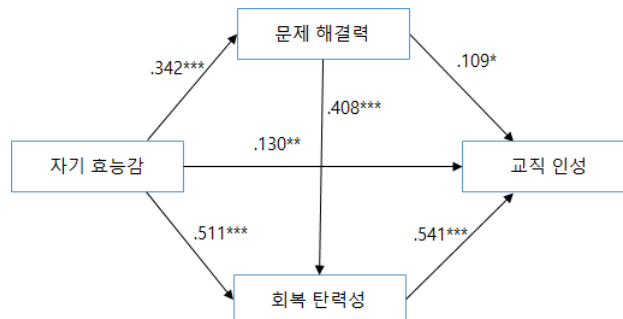 문제 해결력
.342***
.109*
.408***
.130**
자기 효능감
교직 인성
.511***
.541***
회복 탄력성